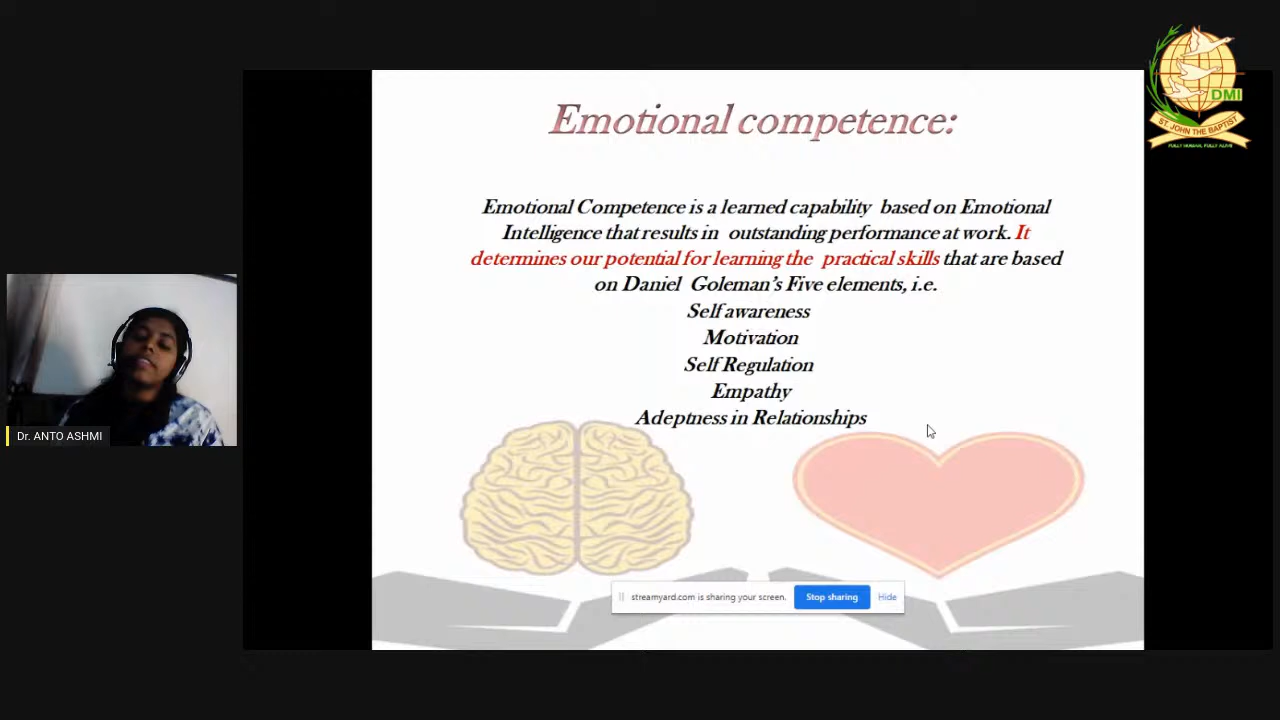 Emotional competence:
Emotional Competence is a learned capability based on Emotional
Intelligence that results in outstanding performance at work. It
determines our potential for learning the practical skills that are based
on Daniel Goleman's Five elements, i.e.
Self awareness
Motivation
Self Regulation
Empathy
Adeptness in Relationships
DMI
ST. JOHN THE BAPTIST
FULLY HUMAN, FULLY ALIVE
Dr. ANTO ASHMI
streamyard.com is sharing your screen. Stop sharing Hide